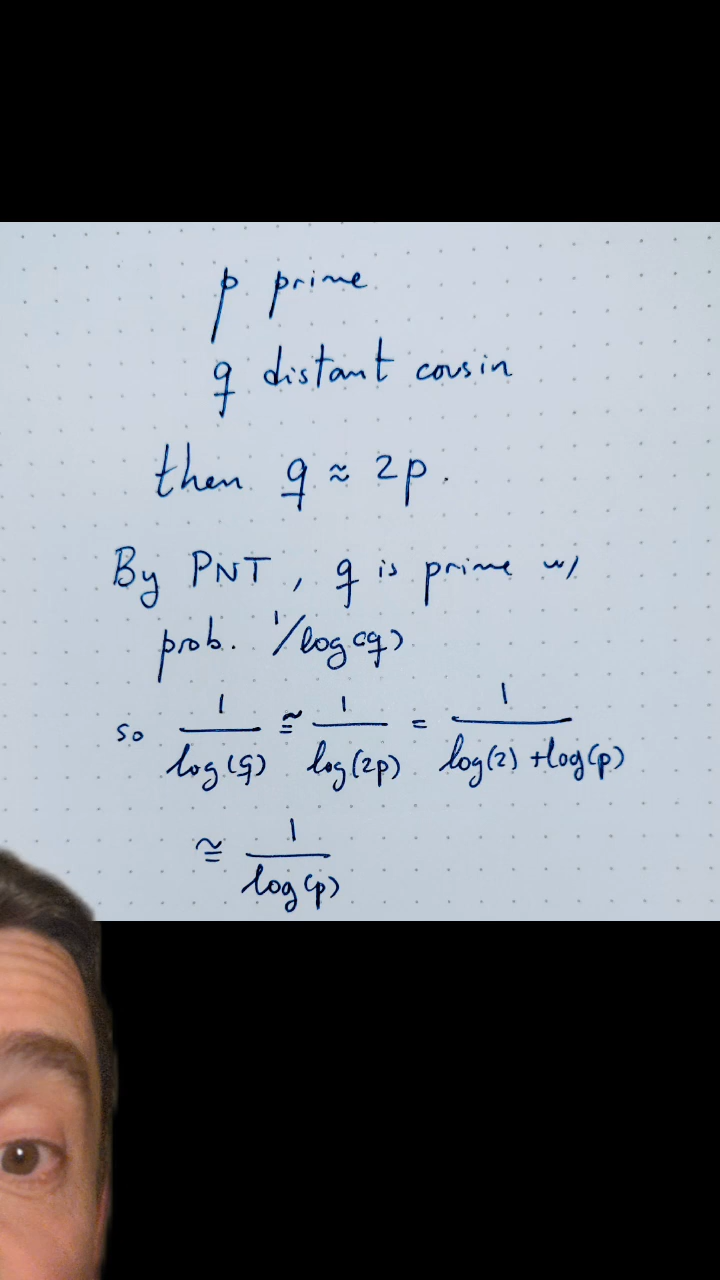 p prime
q distant cousin
then q ≈ 2p.
By PNT, q is prime w/
prob. 1/log(q)
so 1/log(q) ≅ 1/log(2p) = 1/log(2) + log(p)
≅ 1/log(p)